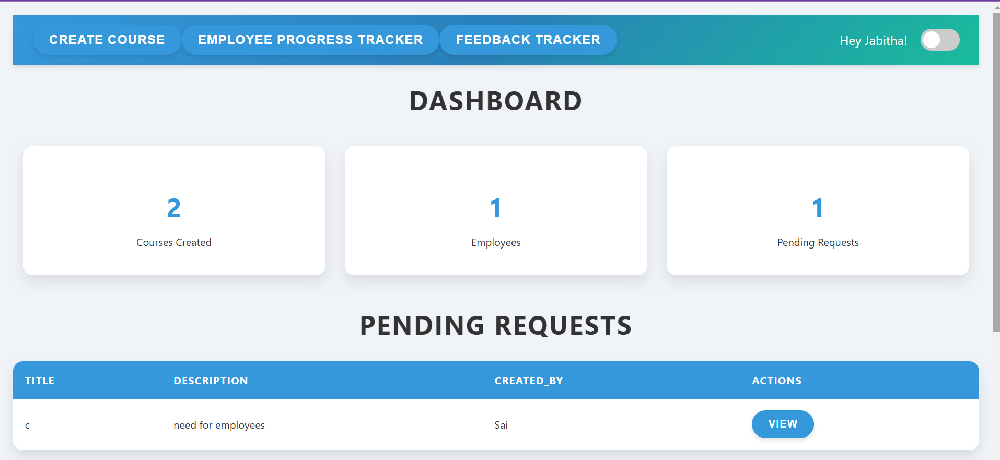 CREATE COURSE EMPLOYEE PROGRESS TRACKER FEEDBACK TRACKER Hey Jabitha!
DASHBOARD
2 1 1
Courses Created Employees Pending Requests
PENDING REQUESTS
TITLE DESCRIPTION CREATED_BY ACTIONS
c need for employees Sai VIEW